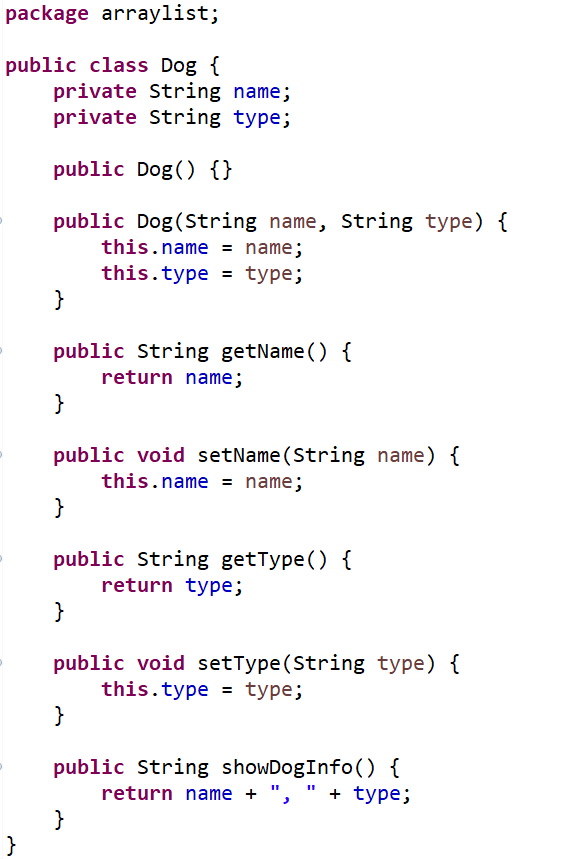 package arraylist;
public class Dog {
private String name;
private String type;
public Dog() {}
public Dog(String name, String type) {
this.name = name;
this.type = type;
}
public String getName() {
return name;
}
public void setName(String name) {
this.name = name;
}
public String getType() {
return type;
}
public void setType(String type) {
this.type = type;
}
public String showDogInfo() {
return name + ", " + type;
}
}